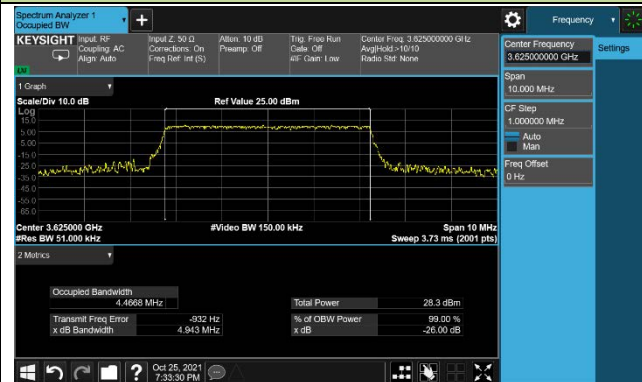 Spectrum Analyzer 1
Occupied BW
Frequency
KEYSIGHT
Input: RF
Coupling: AC
Align: Auto
Input Z: 50 Ω
Corrections: On
Freq Ref: Int (S)
Atten: 10 dB
Preamp: Off
Trig: Free Run
Gate: Off
#IF Gain: Low
Center Freq: 3.625000000 GHz
Avg|Hold:>10/10
Radio Std: None
Center Frequency
3.625000000 GHz
Settings
Span
10.000 MHz
CF Step
1.000000 MHz
Auto
Man
Freq Offset
0 Hz
1 Graph
Scale/Div 10.0 dB
Ref Value 25.00 dBm
Log
15.0
5.00
-5.00
-15.0
-25.0
-35.0
-45.0
-55.0
-65.0
Center 3.625000 GHz
#Video BW 150.00 kHz
Span 10 MHz
#Res BW 51.000 kHz
Sweep 3.73 ms (2001 pts)
2 Metrics
Occupied Bandwidth
4.4668 MHz
Total Power
28.3 dBm
Transmit Freq Error
-932 Hz
% of OBW Power
99.00 %
x dB Bandwidth
4.943 MHz
x dB
-26.00 dB
?
Oct 25, 2021
7:33:30 PM